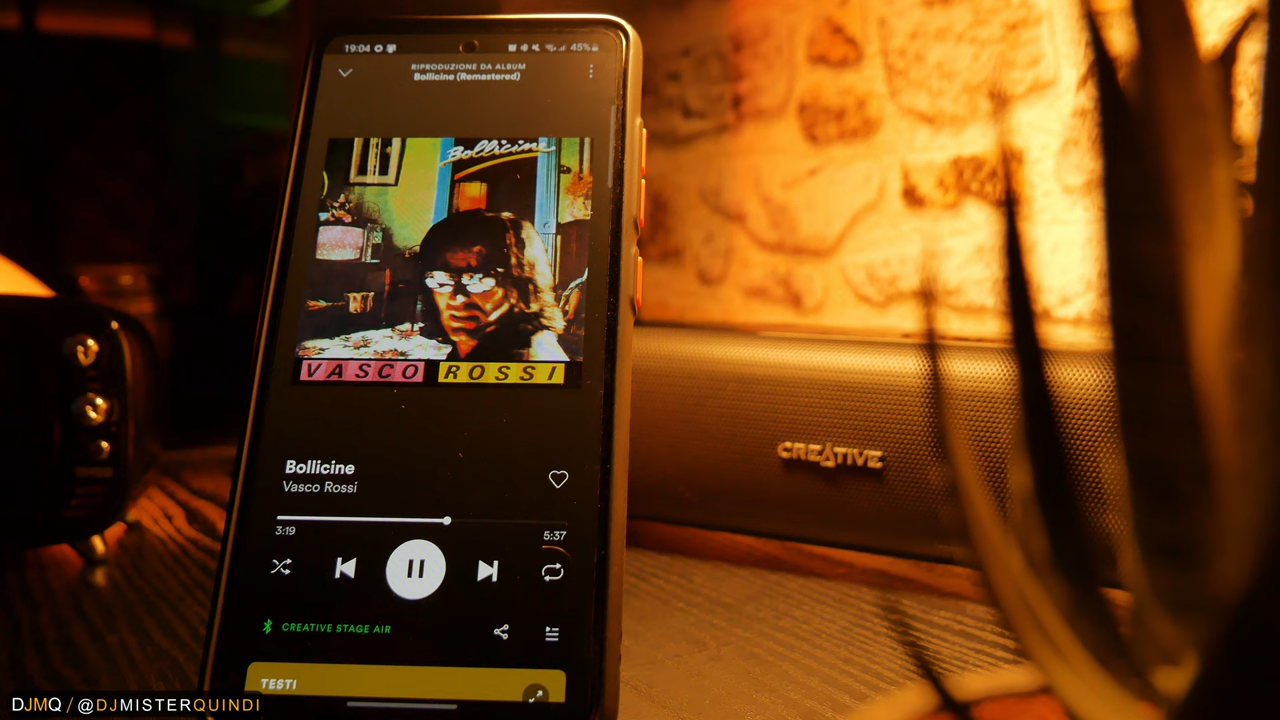 19:04
45%
RIPRODUZIONE DA ALBUM
Bollicine (Remastered)
Bollicine
VASCO ROSSI
Bollicine
Vasco Rossi
3:19
5:37
CREATIVE STAGE AIR
TESTI
CREATIVE
DJMQ / @DJMISTERQUINDI